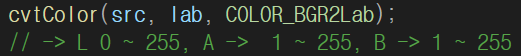 cvtColor(src, lab, COLOR_BGR2Lab);
// -> L 0 ~ 255, A ->  1 ~ 255, B -> 1 ~ 255